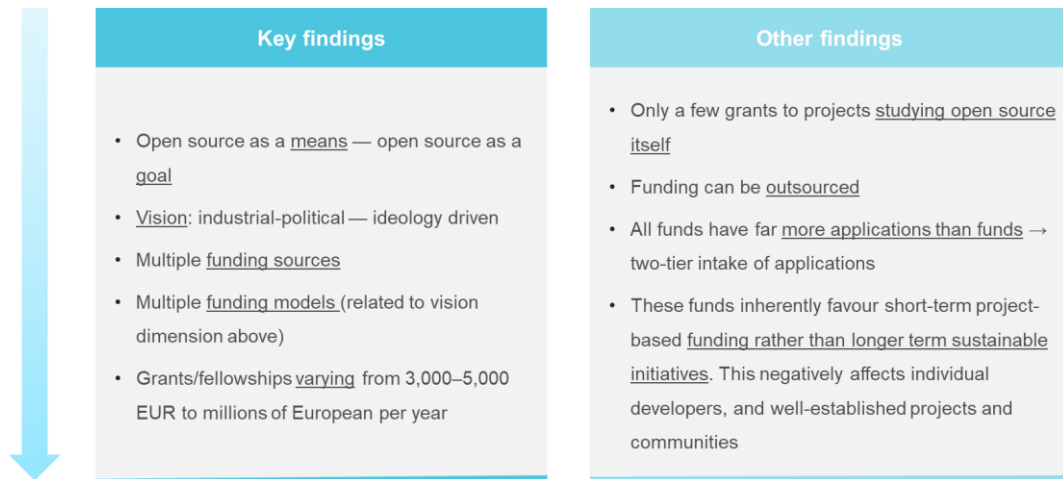 Key findings
• Open source as a means — open source as a
goal
• Vision: industrial-political — ideology driven
• Multiple funding sources
• Multiple funding models (related to vision
dimension above)
• Grants/fellowships varying from 3,000–5,000
EUR to millions of European per year
Other findings
• Only a few grants to projects studying open source
itself
• Funding can be outsourced
• All funds have far more applications than funds →
two-tier intake of applications
• These funds inherently favour short-term project-
based funding rather than longer term sustainable
initiatives. This negatively affects individual
developers, and well-established projects and
communities